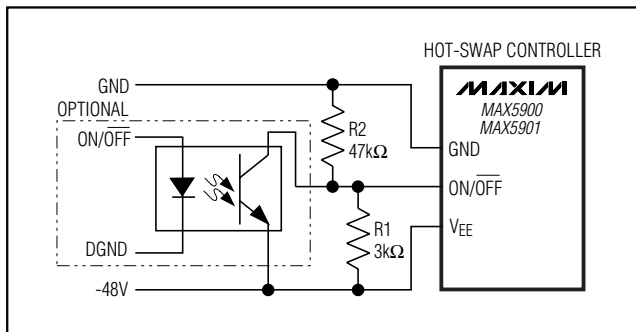 HOT-SWAP CONTROLLER
GND
OPTIONAL
ON/OFF
DGND
-48V
R2
47kΩ
R1
3kΩ
MAXIM
MAX5900
MAX5901
GND
ON/OFF
VEE